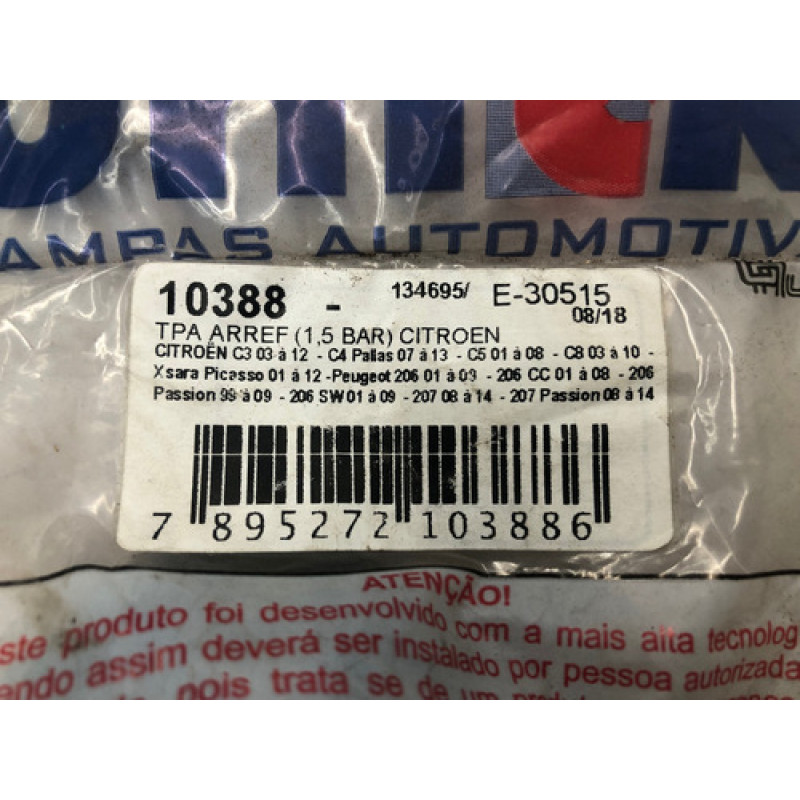 AMPAS AUTOMOTIV
10388 - 134695/ E-30515
08/18
TPA ARREF (1,5 BAR) CITROEN
CITROËN C3 03 à 12 - C4 Pallas 07 à 13 - C5 01 à 08 - C8 03 à 10 -
Xsara Picasso 01 à 12 -Peugeot 206 01 à 09 - 206 CC 01 à 08 - 206
Passion 99 à 09 - 206 SW 01 à 09 - 207 08 à 14 - 207 Passion 08 à 14
7 895272 103886
ATENÇÃO!
ste produto foi desenvolvido com a mais alta tecnolog
endo assim deverá ser instalado por pessoa autorizada
pois trata se de um